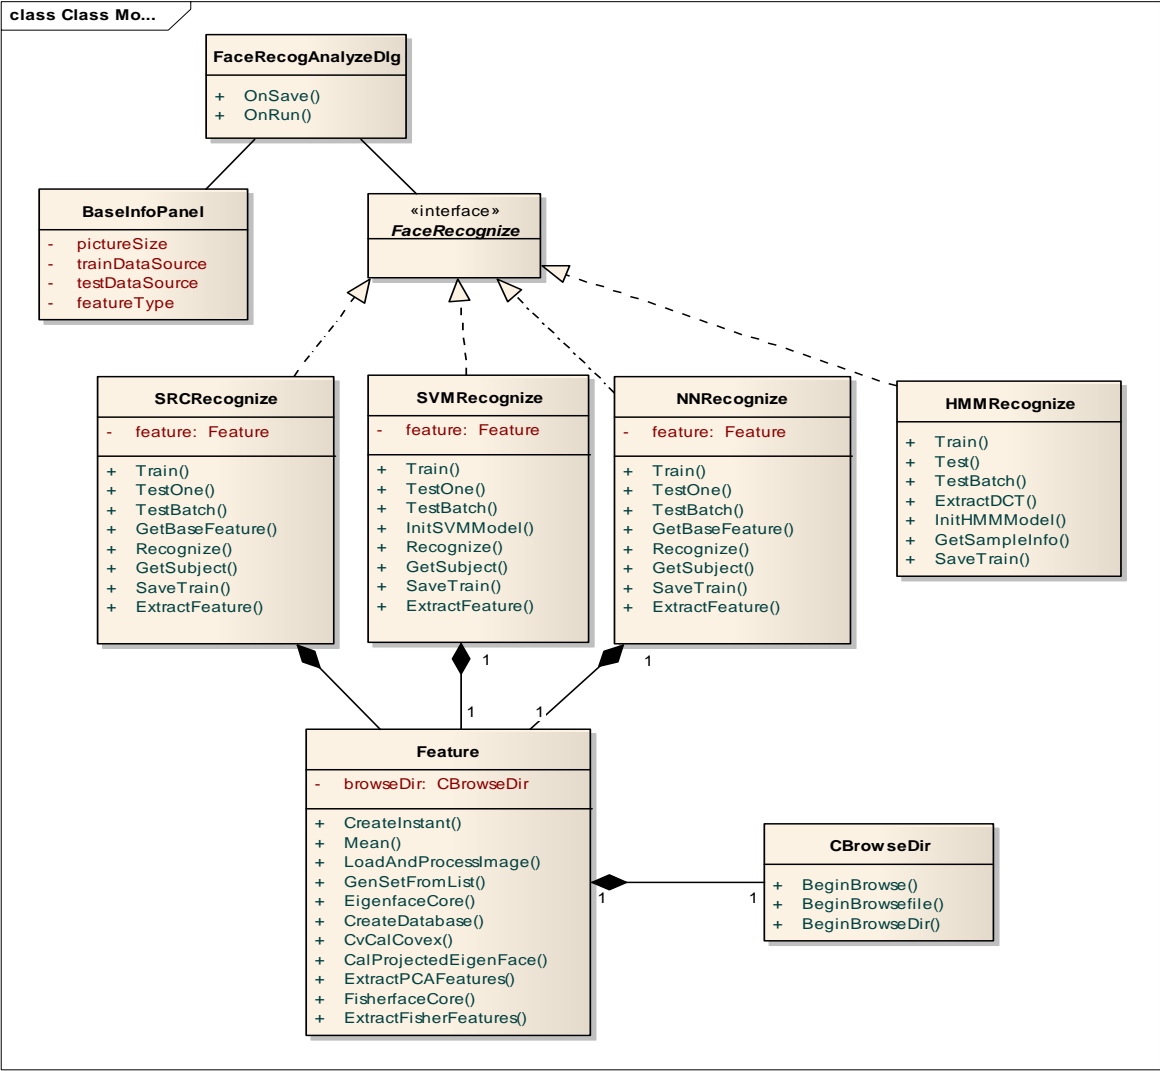 class Class Mo...
FaceRecogAnalyzeDlg
+ OnSave()
+ OnRun()
BaseInfoPanel
- pictureSize
- trainDataSource
- testDataSource
- featureType
«interface»
FaceRecognize
SRCRecognize
- feature: Feature
+ Train()
+ TestOne()
+ TestBatch()
+ GetBaseFeature()
+ Recognize()
+ GetSubject()
+ SaveTrain()
+ ExtractFeature()
SVMRecognize
- feature: Feature
+ Train()
+ TestOne()
+ TestBatch()
+ InitSVMModel()
+ Recognize()
+ GetSubject()
+ SaveTrain()
+ ExtractFeature()
NNRecognize
- feature: Feature
+ Train()
+ TestOne()
+ TestBatch()
+ GetBaseFeature()
+ Recognize()
+ GetSubject()
+ SaveTrain()
+ ExtractFeature()
HMMRecognize
+ Train()
+ Test()
+ TestBatch()
+ ExtractDCT()
+ InitHMMModel()
+ GetSampleInfo()
+ SaveTrain()
1
1
1
1
Feature
- browseDir: CBrowseDir
+ CreateInstant()
+ Mean()
+ LoadAndProcessImage()
+ GenSetFromList()
+ EigenfaceCore()
+ CreateDatabase()
+ CvCalCovex()
+ CalProjectedEigenFace()
+ ExtractPCAFeatures()
+ FisherfaceCore()
+ ExtractFisherFeatures()
1
1
CBrowseDir
+ BeginBrowse()
+ BeginBrowsefile()
+ BeginBrowseDir()